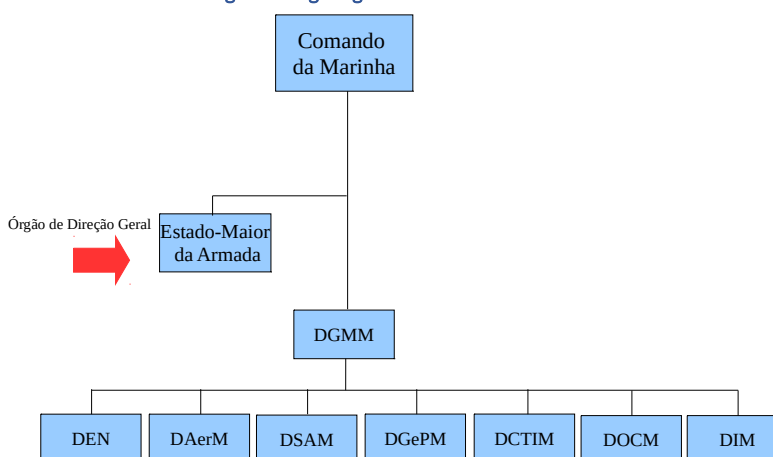 Comando
da Marinha
Órgão de Direção Geral
Estado-Maior
da Armada
DGMM
DEN
DAerM
DSAM
DGePM
DCTIM
DOCM
DIM